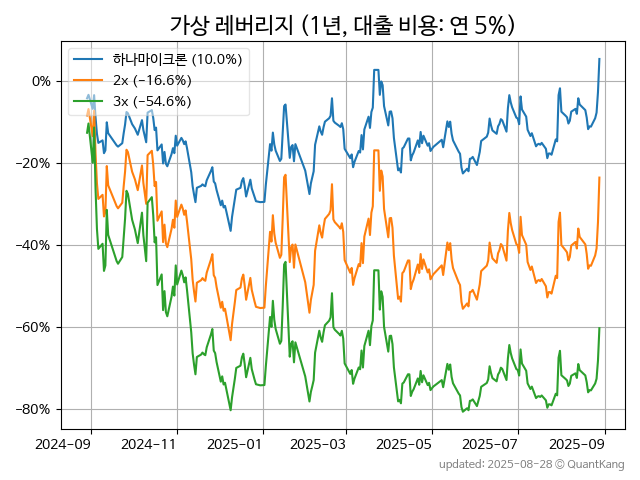 가상 레버리지 (1년, 대출 비용: 연 5%)
하나마이크론 (10.0%)
2x (−16.6%)
3x (−54.6%)
0%
−20%
−40%
−60%
−80%
2024-09 2024-11 2025-01 2025-03 2025-05 2025-07 2025-09
updated: 2025-08-28 © QuantKang